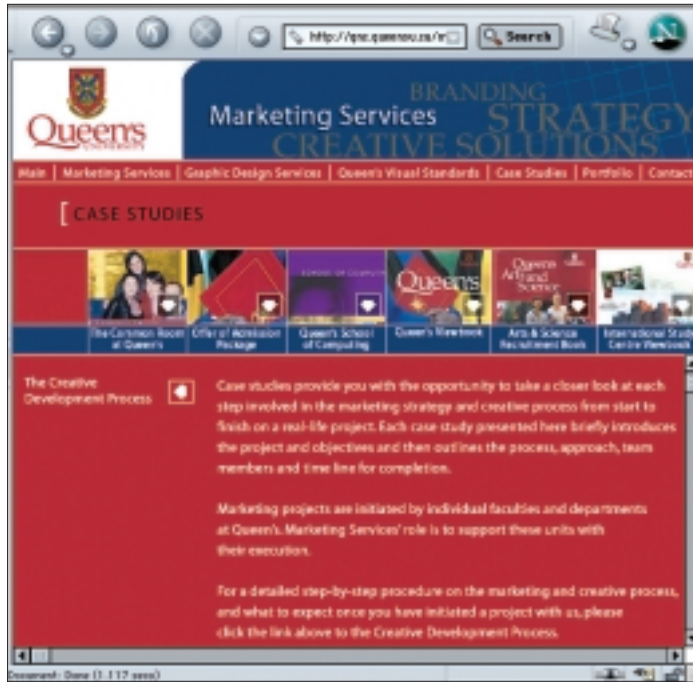 Search
Queen's
UNIVERSITY
BRANDING
Marketing Services STRATEGY
CREATIVE SOLUTIONS
Main | Marketing Services | Graphic Design Services | Queen's Visual Standards | Case Studies | Portfolio | Contact
[ CASE STUDIES
SCHOOL OF COMPUTING
Queen's
Queen's
Arts and
Science
The Common Room
at Queen's
Offer of Admission
Package
Queen's School
of Computing
Queen's Viewbook
Arts & Science
Recruitment Book
International Study
Centre Viewbook
The Creative
Development Process
Case studies provide you with the opportunity to take a closer look at each
step involved in the marketing strategy and creative process from start to
finish on a real-life project. Each case study presented here briefly introduces
the project and objectives and then outlines the process, approach, team
members and time line for completion.
Marketing projects are initiated by individual faculties and departments
at Queen's. Marketing Services' role is to support these units with
their execution.
For a detailed step-by-step procedure on the marketing and creative process,
and what to expect once you have initiated a project with us, please
click the link above to the Creative Development Process.
Document: Done (1.117 secs)